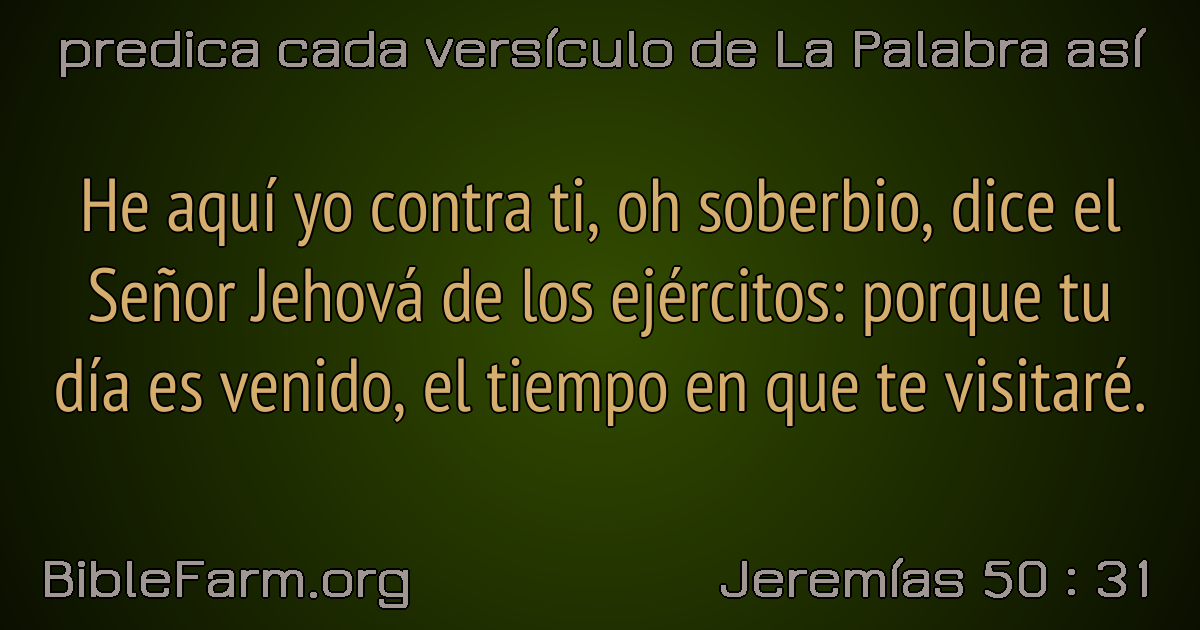 predica cada versículo de La Palabra así
He aquí yo contra ti, oh soberbio, dice el
Señor Jehová de los ejércitos: porque tu
día es venido, el tiempo en que te visitaré.
BibleFarm.org
Jeremías 50 : 31